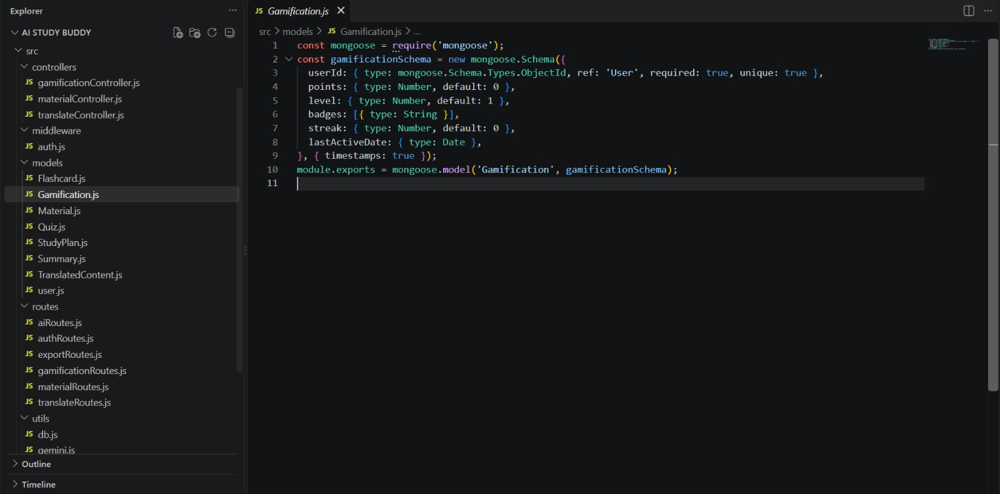 Explorer
AI STUDY BUDDY
src
controllers
JS gamificationController.js
JS materialController.js
JS translateController.js
middleware
JS auth.js
models
JS Flashcard.js
JS Gamification.js
JS Material.js
JS Quiz.js
JS StudyPlan.js
JS Summary.js
JS TranslatedContent.js
JS user.js
routes
JS aiRoutes.js
JS authRoutes.js
JS exportRoutes.js
JS gamificationRoutes.js
JS materialRoutes.js
JS translateRoutes.js
utils
JS db.js
JS gemini.js
Outline
Timeline
JS Gamification.js
src > models > JS Gamification.js > ...
1 const mongoose = require('mongoose');
2 const gamificationSchema = new mongoose.Schema({
3 userId: { type: mongoose.Schema.Types.ObjectId, ref: 'User', required: true, unique: true },
4 points: { type: Number, default: 0 },
5 level: { type: Number, default: 1 },
6 badges: [{ type: String }],
7 streak: { type: Number, default: 0 },
8 lastActiveDate: { type: Date },
9 }, { timestamps: true });
10 module.exports = mongoose.model('Gamification', gamificationSchema);
11